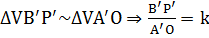 ΔVB'P'~ΔVA'O ⇒ B'P'/A'O = k